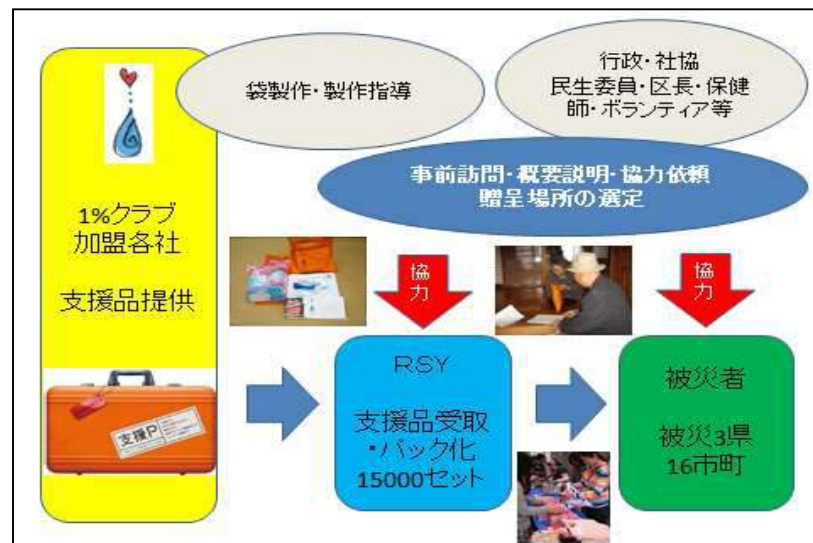 袋製作・製作指導
行政・社協
民生委員・区長・保健
師・ボランティア等
事前訪問・概要説明・協力依頼
贈呈場所の選定
1%クラブ
加盟各社
支援品提供
支援P
協
力
協
力
RSY
支援品受取
・パック化
15000セット
被災者
被災3県
16市町